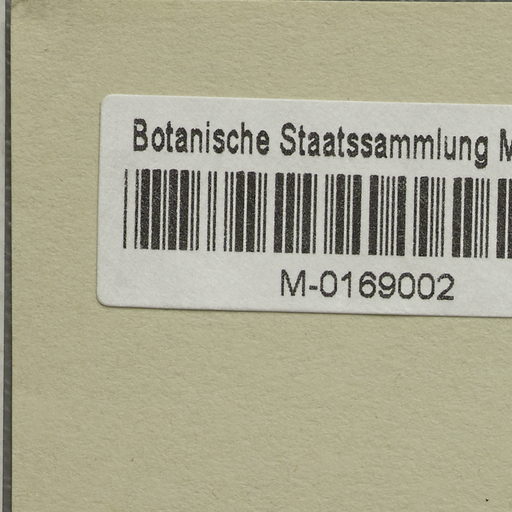 Botanische Staatssammlung M
M-0169002